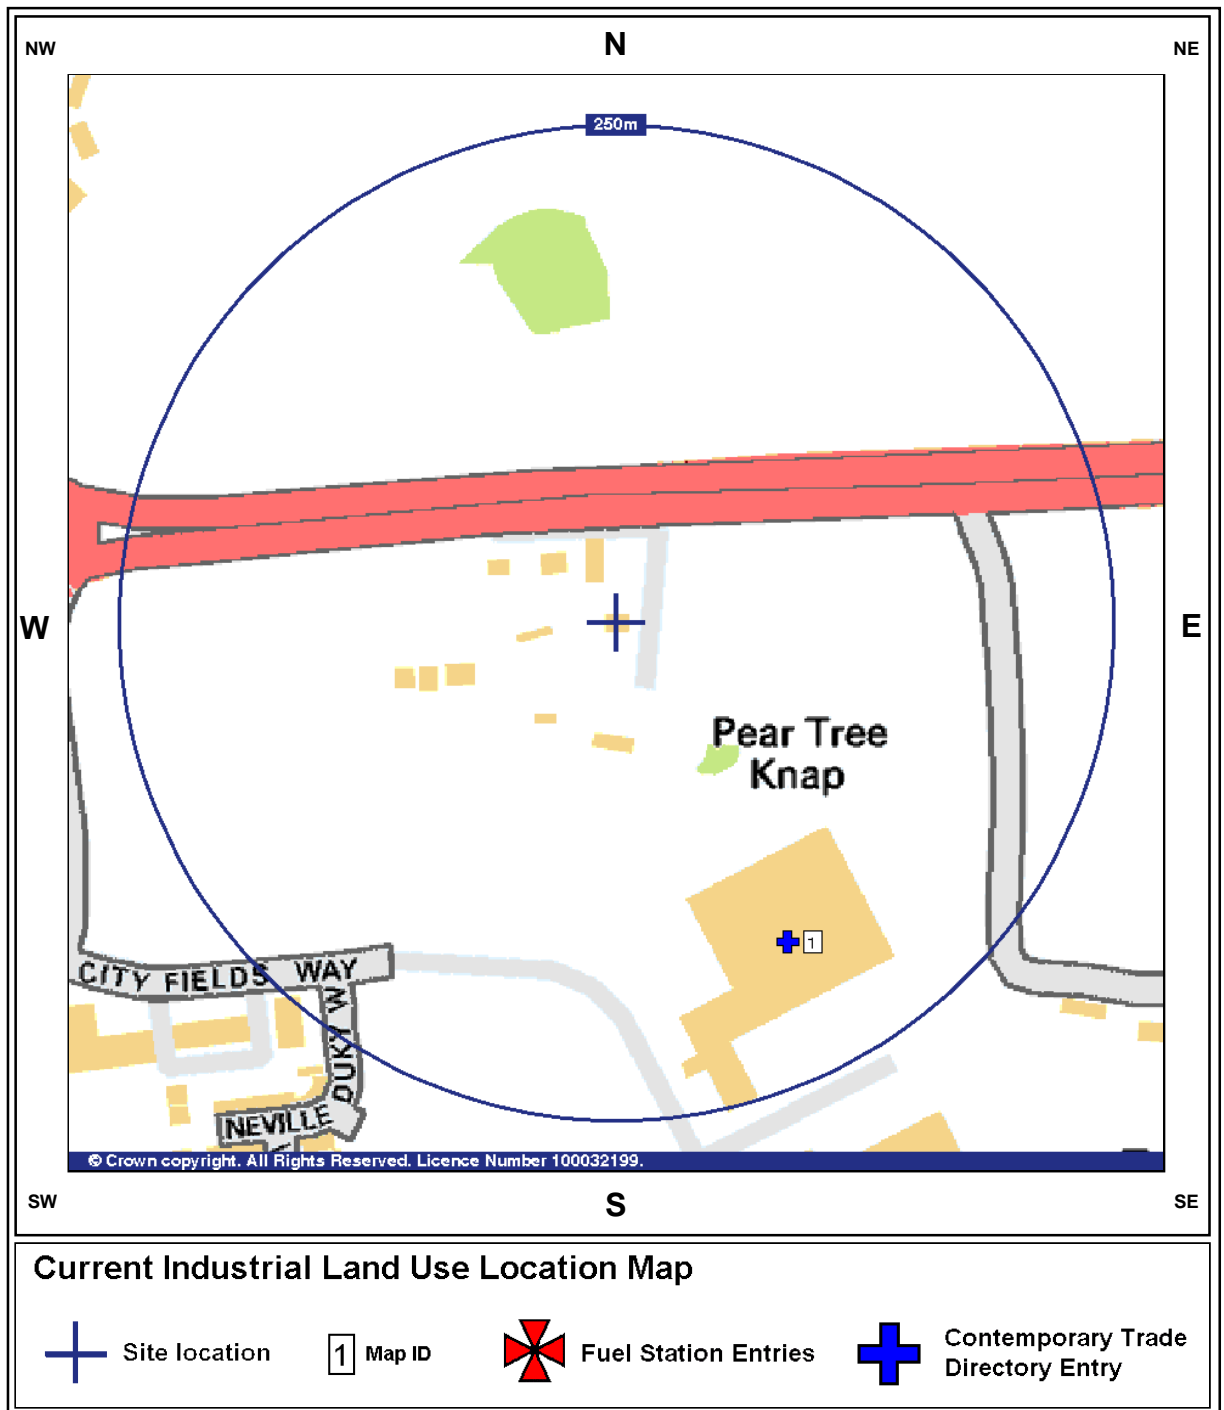 NW
N
NE
250m
W
E
Pear Tree
Knap
1
CITY FIELDS WAY
DUKY W
NEVILLE
© Crown copyright. All Rights Reserved. Licence Number 100032199.
SW
S
SE
Current Industrial Land Use Location Map
Site location
1 Map ID
Fuel Station Entries
Contemporary Trade
Directory Entry